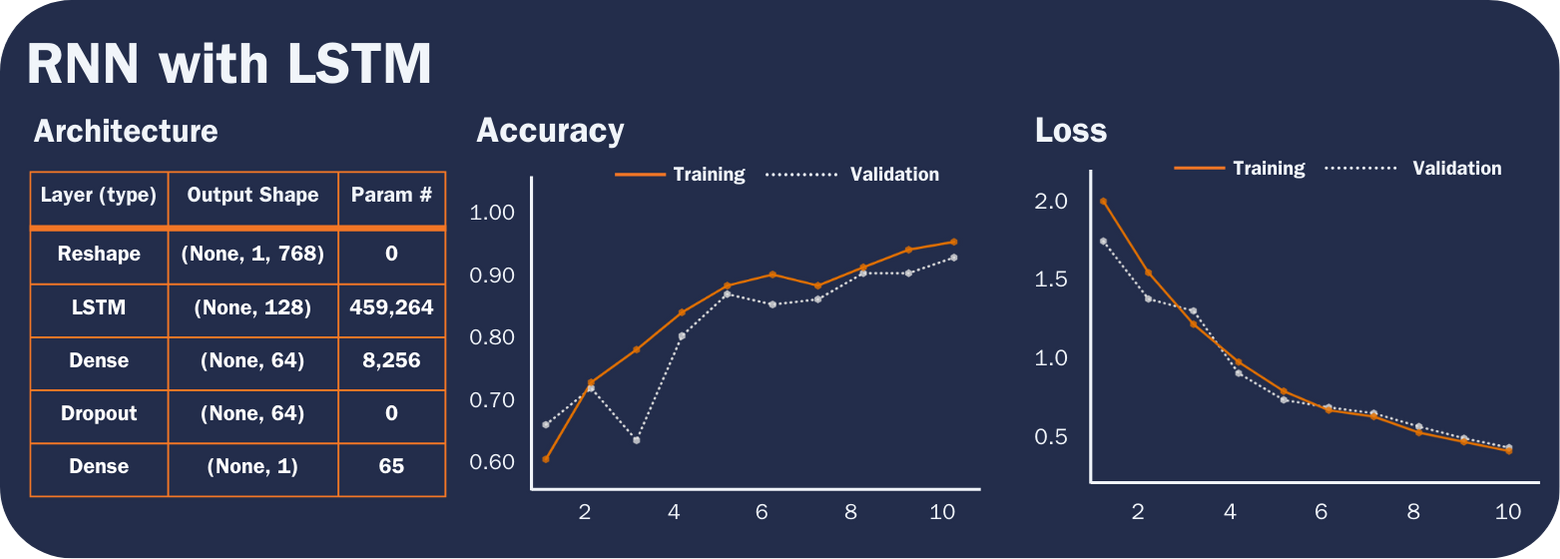 RNN with LSTM
Architecture
Layer (type) Output Shape Param #
Reshape (None, 1, 768) 0
LSTM (None, 128) 459,264
Dense (None, 64) 8,256
Dropout (None, 64) 0
Dense (None, 1) 65
Accuracy
Training Validation
1.00
0.90
0.80
0.70
0.60
2 4 6 8 10
Loss
Training Validation
2.0
1.5
1.0
0.5
2 4 6 8 10